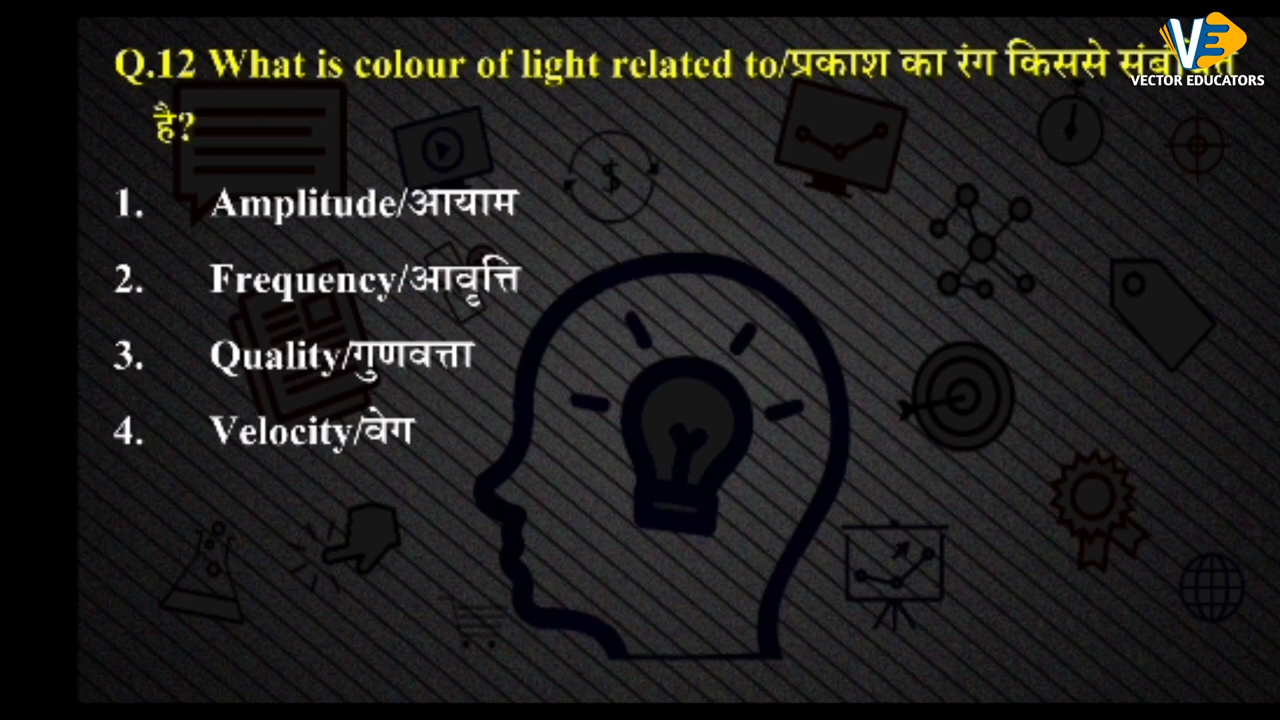 Q.12 What is colour of light related to/प्रकाश का रंग किससे
है?
1. Amplitude/आयाम
2. Frequency/आवृत्ति
3. Quality/गुणवत्ता
4. Velocity/वेग
VE
VECTOR EDUCATORS